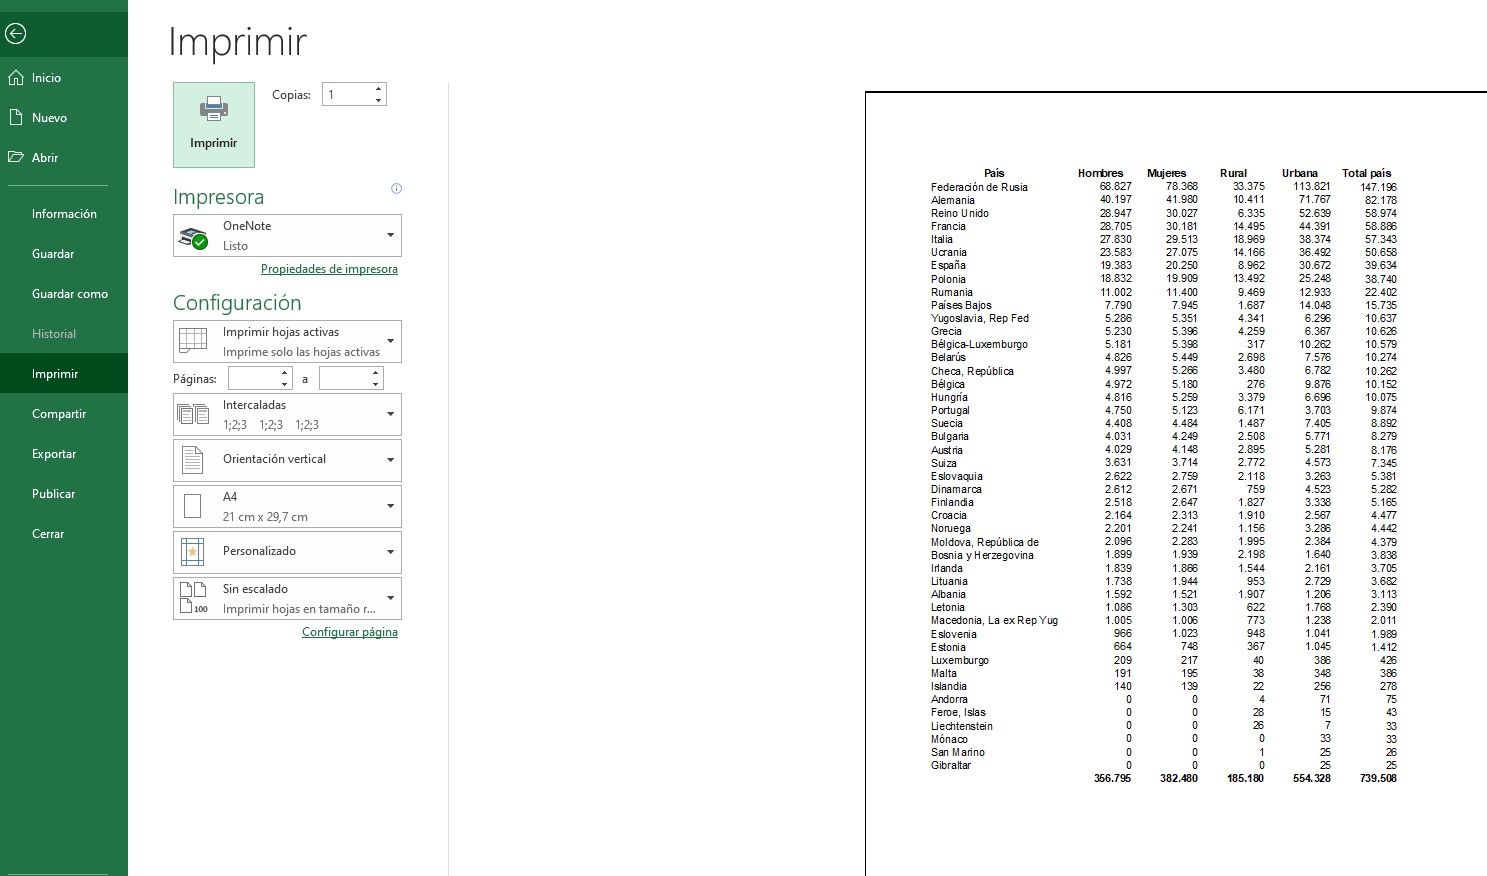 Imprimir
Inicio
Nuevo
Abrir
Información
Guardar
Guardar como
Historial
Imprimir
Compartir
Exportar
Publicar
Cerrar
Imprimir
Copias: 1
Impresora
OneNote
Listo
Propiedades de impresora
Configuración
Imprimir hojas activas
Imprime solo las hojas activas
Páginas: a
Intercaladas
1;2;3 1;2;3 1;2;3
Orientación vertical
A4
21 cm x 29,7 cm
Personalizado
Sin escalado
100 Imprimir hojas en tamaño r...
Configurar página
País Hombres Mujeres Rural Urbana Total país
Federación de Rusia 68.827 78.368 33.375 113.821 147.196
Alemania 40.197 41.980 10.411 71.767 82.178
Reino Unido 28.947 30.027 6.335 52.639 58.974
Francia 28.705 30.181 14.495 44.391 58.886
Italia 27.830 29.513 18.969 38.374 57.343
Ucrania 23.583 27.075 14.166 36.492 50.658
España 19.383 20.250 8.962 30.672 39.634
Polonia 18.832 19.909 13.492 25.248 38.740
Rumania 11.002 11.400 9.469 12.933 22.402
Países Bajos 7.790 7.945 1.687 14.048 15.735
Yugoslavia, Rep Fed 5.286 5.351 4.341 6.296 10.637
Grecia 5.230 5.396 4.259 6.367 10.626
Bélgica-Luxemburgo 5.181 5.398 317 10.262 10.579
Belarús 4.826 5.449 2.698 7.576 10.274
Checa, República 4.997 5.266 3.480 6.782 10.262
Bélgica 4.972 5.180 276 9.876 10.152
Hungría 4.816 5.259 3.379 6.696 10.075
Portugal 4.750 5.123 6.171 3.703 9.874
Suecia 4.408 4.484 1.487 7.405 8.892
Bulgaria 4.031 4.249 2.508 5.771 8.279
Austria 4.029 4.148 2.895 5.281 8.176
Suiza 3.631 3.714 2.772 4.573 7.345
Eslovaquia 2.622 2.759 2.118 3.263 5.381
Dinamarca 2.612 2.671 759 4.523 5.282
Finlandia 2.518 2.647 1.827 3.338 5.165
Croacia 2.164 2.313 1.910 2.567 4.477
Noruega 2.201 2.241 1.156 3.286 4.442
Moldova, República de 2.096 2.283 1.995 2.384 4.379
Bosnia y Herzegovina 1.899 1.939 2.198 1.640 3.838
Irlanda 1.839 1.866 1.544 2.161 3.705
Lituania 1.738 1.944 953 2.729 3.682
Albania 1.592 1.521 1.907 1.206 3.113
Letonia 1.086 1.303 622 1.768 2.390
Macedonia, La ex Rep Yug 1.005 1.006 773 1.238 2.011
Eslovenia 966 1.023 948 1.041 1.989
Estonia 664 748 367 1.045 1.412
Luxemburgo 209 217 40 386 426
Malta 191 195 38 348 386
Islandia 140 139 22 256 278
Andorra 0 0 4 71 75
Feroe, Islas 0 0 28 15 43
Liechtenstein 0 0 26 7 33
Mónaco 0 0 0 33 33
San Marino 0 0 1 25 26
Gibraltar 0 0 0 25 25
356.795 382.480 185.180 554.328 739.508